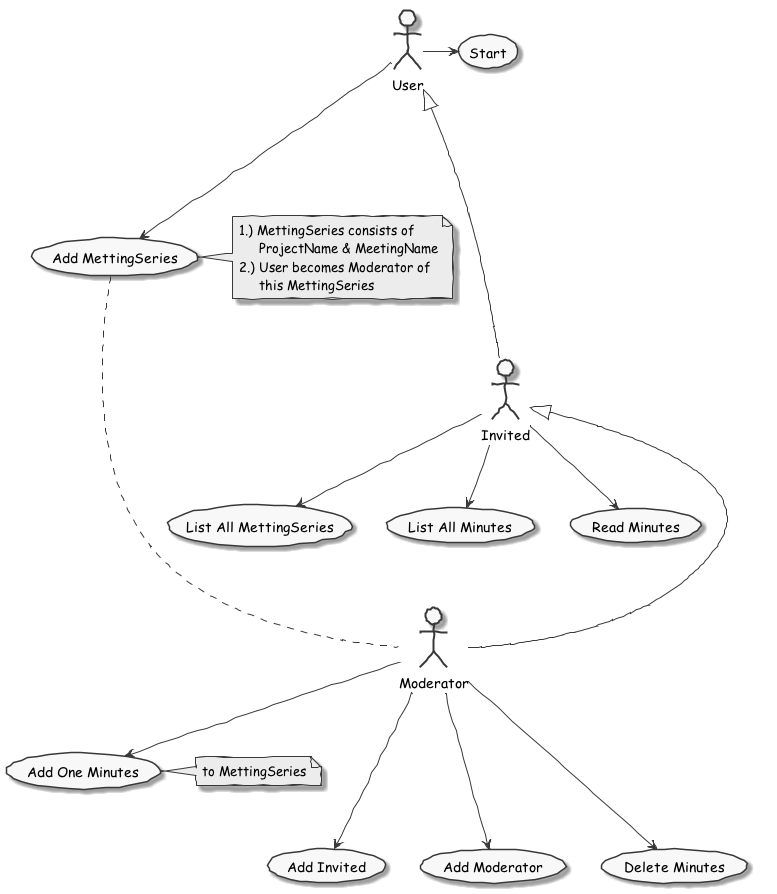 Start
User
1.) MettingSeries consists of
ProjectName & MeetingName
2.) User becomes Moderator of
this MettingSeries
Add MettingSeries
Invited
List All MettingSeries
List All Minutes
Read Minutes
Moderator
Add One Minutes
to MettingSeries
Add Invited
Add Moderator
Delete Minutes